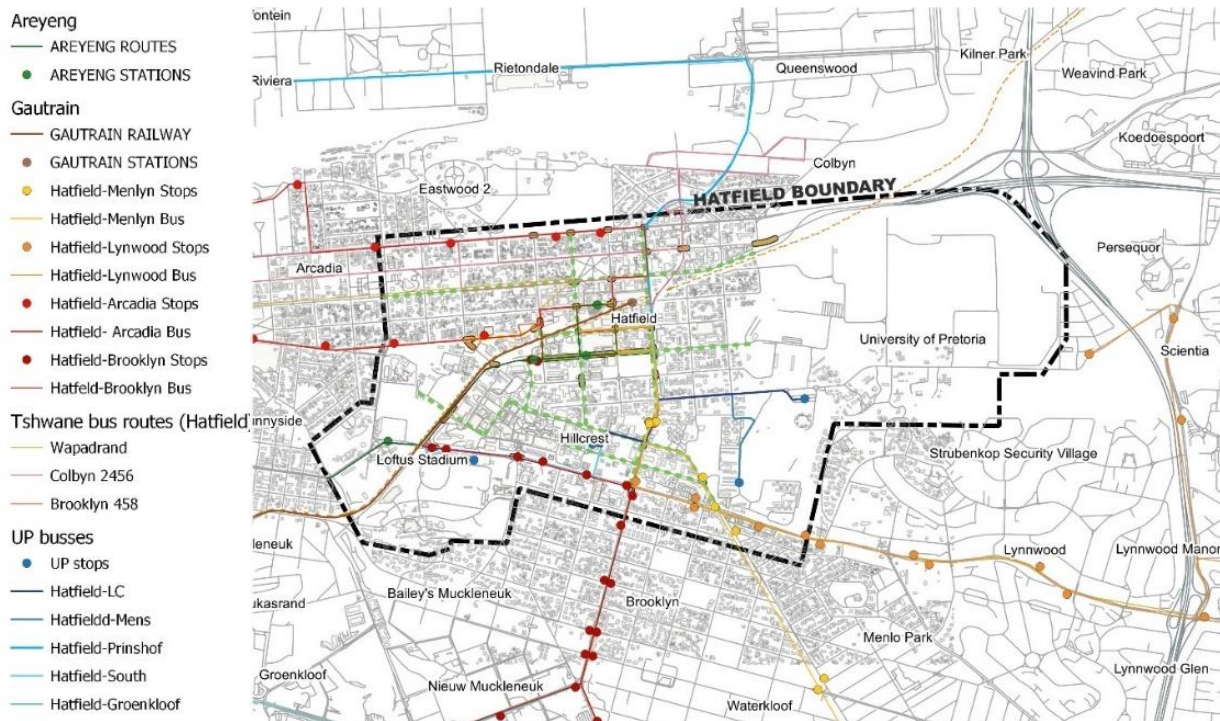 Areyeng
AREYENG ROUTES
AREYENG STATIONS
Gautrain
GAUTRAIN RAILWAY
GAUTRAIN STATIONS
Hatfield-Menlyn Stops
Hatfield-Menlyn Bus
Hatfield-Lynwood Stops
Hatfield-Lynwood Bus
Hatfield-Arcadia Stops
Hatfield- Arcadia Bus
Hatfield-Brooklyn Stops
Hatfield-Brooklyn Bus
Tshwane bus routes (Hatfield)
Wapadrand
Colbyn 2456
Brooklyn 458
UP busses
UP stops
Hatfield-LC
Hatfieldd-Mens
Hatfield-Prinshof
Hatfield-South
Hatfield-Groenkloof
ontein
Kilner Park
Riviera
Rietondale
Queenswood
Weavind Park
Koedoespoort
Colbyn
Eastwood 2
HATFIELD BOUNDARY
Arcadia
Persequor
Hatfield
University of Pretoria
Scientia
unnyside
Hillcrest
Loftus Stadium
Strubenkop Security Village
kleneuk
Lynnwood
Lynnwood Manor
Bailey's Muckleneuk
ukasrand
Brooklyn
Menlo Park
Groenkloof
Lynnwood Glen
Nieuw Muckleneuk
Waterkloof